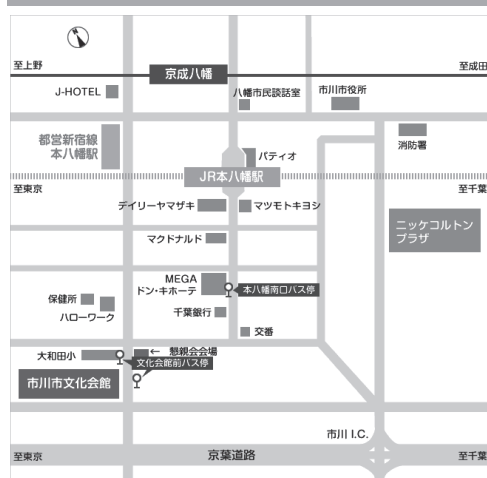 至上野
京成八幡
至成田
J-HOTEL
八幡市民談話室
市川市役所
都営新宿線
本八幡駅
パティオ
消防署
JR本八幡駅
至東京
至千葉
デイリーヤマザキ
マツモトキヨシ
ニッケコルトン
プラザ
マクドナルド
MEGA
ドン・キホーテ
本八幡南口バス停
保健所
ハローワーク
千葉銀行
交番
大和田小
← 懇親会会場
文化会館前バス停
市川市文化会館
市川 I.C.
至東京
京葉道路
至千葉